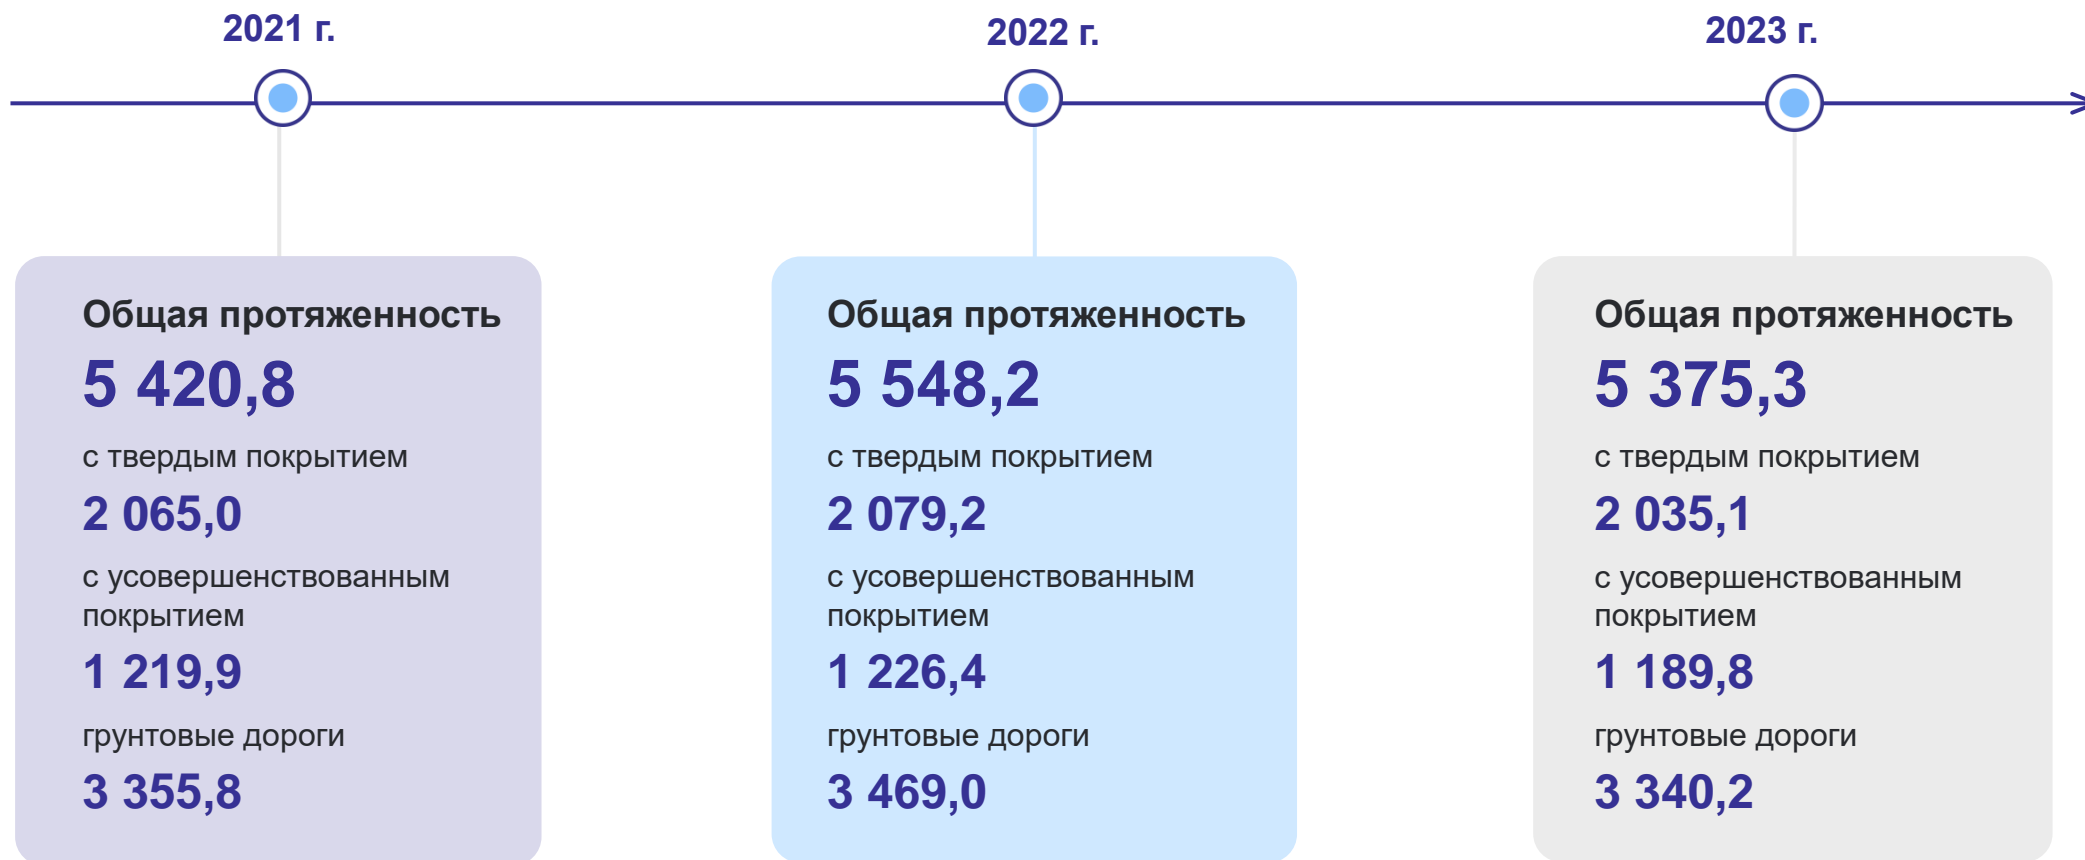 2021 г.
2022 г.
2023 г.
Общая протяженность
5 420,8
с твердым покрытием
2 065,0
с усовершенствованным
покрытием
1 219,9
грунтовые дороги
3 355,8
Общая протяженность
5 548,2
с твердым покрытием
2 079,2
с усовершенствованным
покрытием
1 226,4
грунтовые дороги
3 469,0
Общая протяженность
5 375,3
с твердым покрытием
2 035,1
с усовершенствованным
покрытием
1 189,8
грунтовые дороги
3 340,2